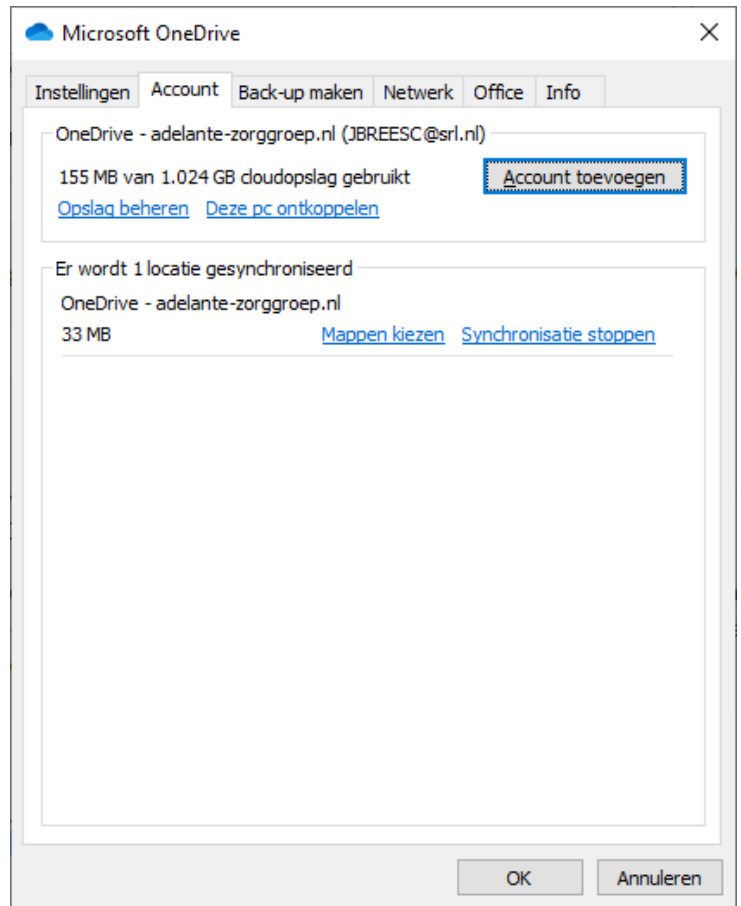 Microsoft OneDrive
Instellingen Account Back-up maken Netwerk Office Info
OneDrive - adelante-zorggroep.nl (JBREESC@srl.nl)
155 MB van 1.024 GB cloudopslag gebruikt Account toevoegen
Opslag beheren Deze pc ontkoppelen
Er wordt 1 locatie gesynchroniseerd
OneDrive - adelante-zorggroep.nl
33 MB Mappen kiezen Synchronisatie stoppen
OK Annuleren